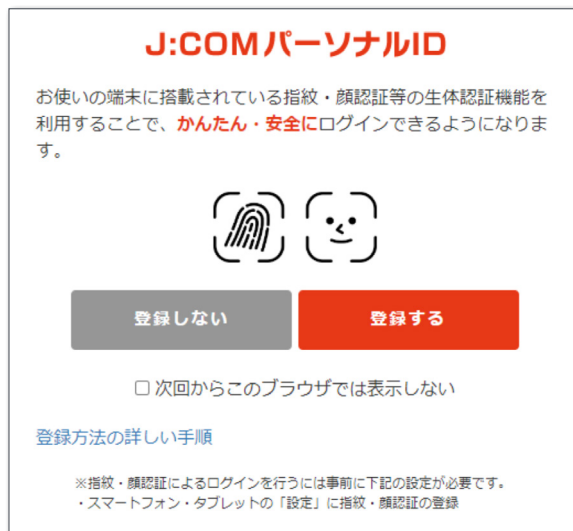 J:COMパーソナルID
お使いの端末に搭載されている指紋・顔認証等の生体認証機能を
利用することで、かんたん・安全にログインできるようになりま
す。
登録しない 登録する
次回からこのブラウザでは表示しない
登録方法の詳しい手順
※指紋・顔認証によるログインを行うには事前に下記の設定が必要です。
・スマートフォン・タブレットの「設定」に指紋・顔認証の登録